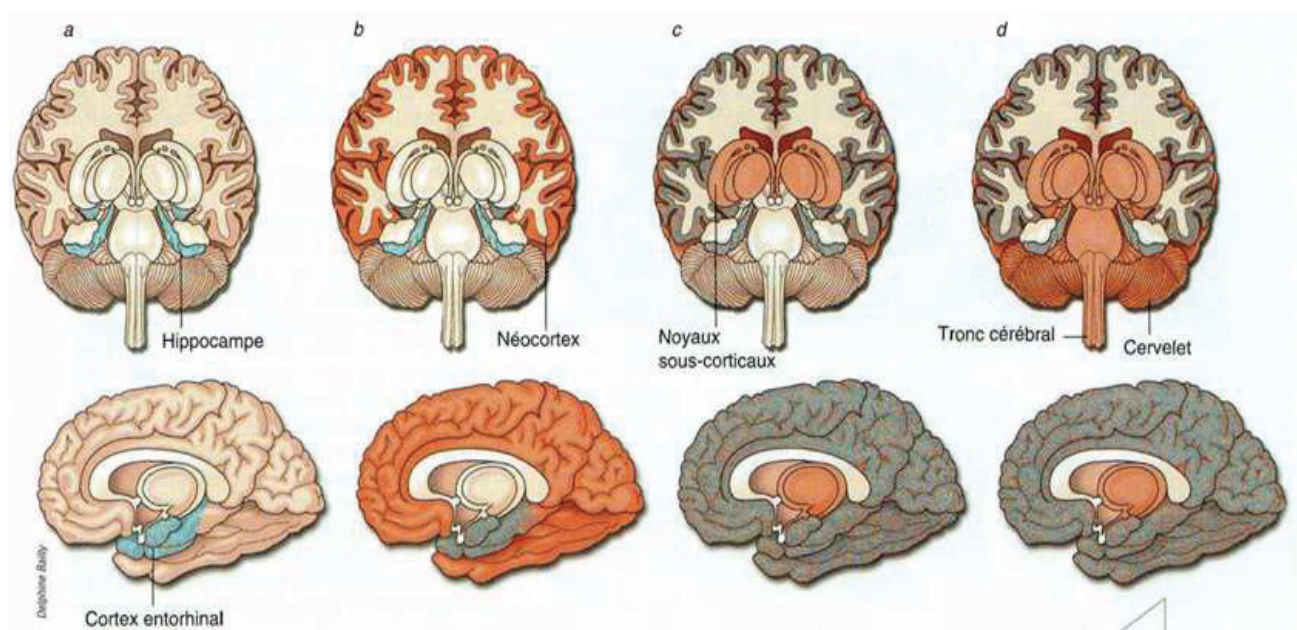 a
b
c
d
Hippocampe
Néocortex
Noyaux
sous-corticaux
Tronc cérébral
Cervelet
Delphine Bailly
Cortex entorhinal